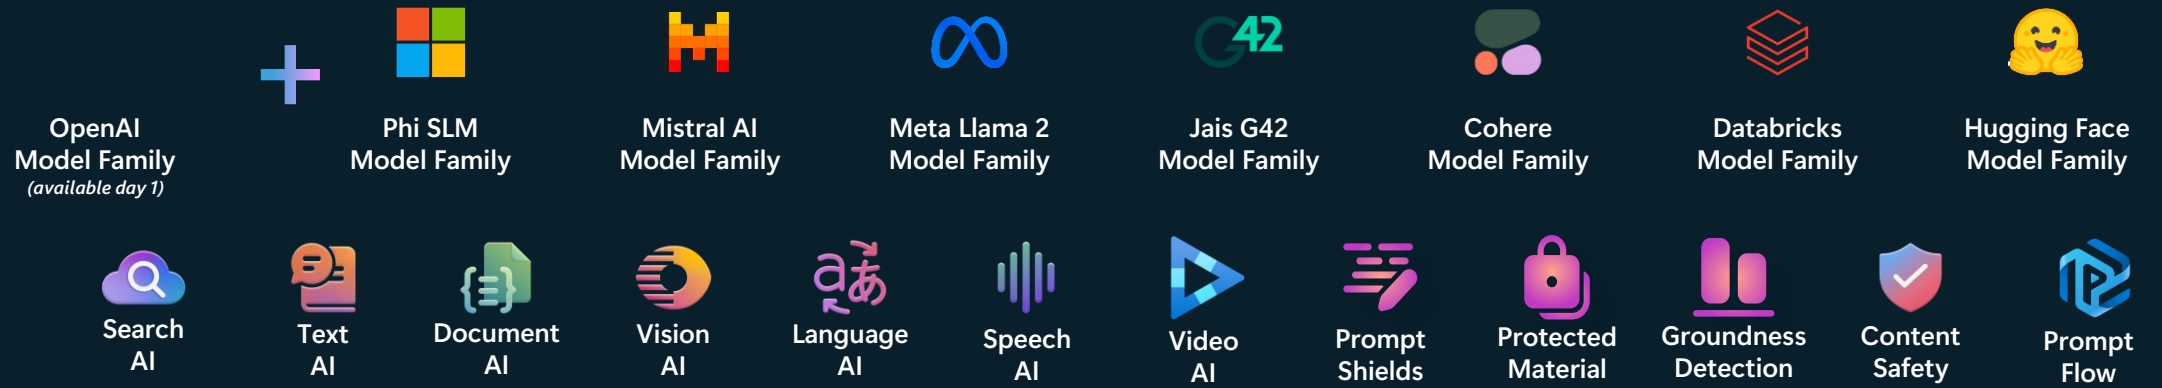 OpenAI
Model Family
(available day 1)
Phi SLM
Model Family
Mistral AI
Model Family
Meta Llama 2
Model Family
G42
Jais G42
Model Family
Cohere
Model Family
Databricks
Model Family
Hugging Face
Model Family
Search
AI
Text
AI
Document
AI
Vision
AI
aあ
Language
AI
Speech
AI
Video
AI
Prompt
Shields
Protected
Material
Groundness
Detection
Content
Safety
Prompt
Flow